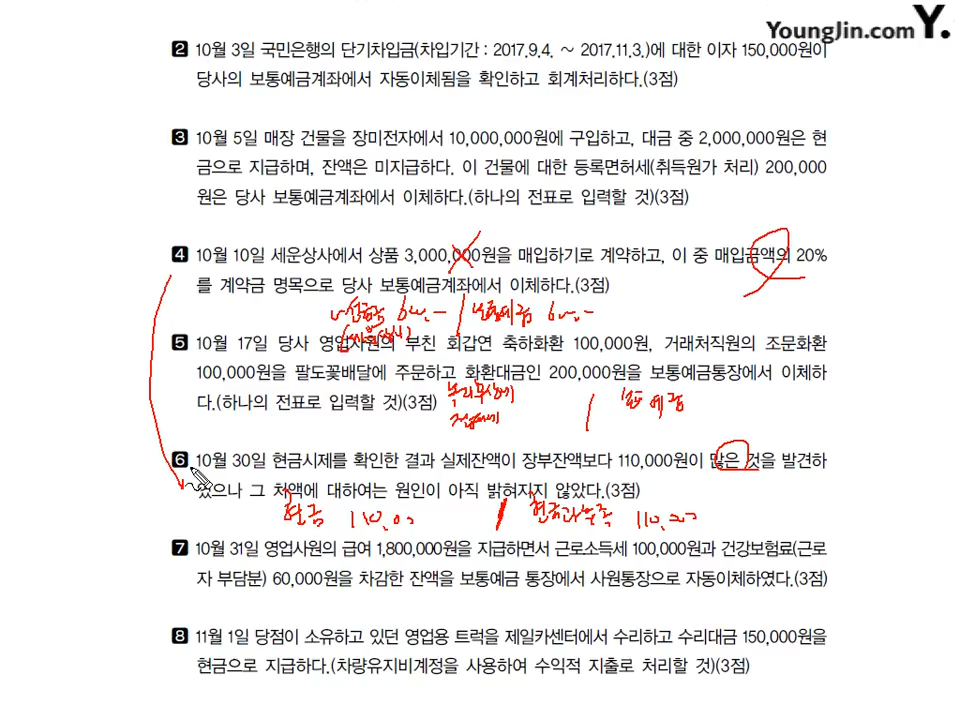 YoungJin.com Y.
2 10월 3일 국민은행의 단기차입금(차입기간 : 2017.9.4. ~ 2017.11.3.)에 대한 이자 150,000원이
당사의 보통예금계좌에서 자동이체됨을 확인하고 회계처리하다.(3점)
3 10월 5일 매장 건물을 장미전자에서 10,000,000원에 구입하고, 대금 중 2,000,000원은 현
금으로 지급하며, 잔액은 미지급하다. 이 건물에 대한 등록면허세(취득원가 처리) 200,000
원은 당사 보통예금계좌에서 이체하다.(하나의 전표로 입력할 것)(3점)
4 10월 10일 세운상사에서 상품 3,000,000원을 매입하기로 계약하고, 이 중 매입금액의 20%
를 계약금 명목으로 당사 보통예금계좌에서 이체하다.(3점)
선급금 보통예금
5 10월 17일 당사 영업사원의 부친 회갑연 축하화환 100,000원, 거래처직원의 조문화환
100,000원을 팔도꽃배달에 주문하고 화환대금인 200,000원을 보통예금통장에서 이체하
다.(하나의 전표로 입력할 것)(3점)
6 10월 30일 현금시재를 확인한 결과 실제잔액이 장부잔액보다 110,000원이 많은 것을 발견하
였으나 그 차액에 대하여는 원인이 아직 밝혀지지 않았다.(3점)
현금 110,000 현금과부족 110,000
7 10월 31일 영업사원의 급여 1,800,000원을 지급하면서 근로소득세 100,000원과 건강보험료(근로
자 부담분) 60,000원을 차감한 잔액을 보통예금 통장에서 사원통장으로 자동이체하였다.(3점)
8 11월 1일 당점이 소유하고 있던 영업용 트럭을 제일카센터에서 수리하고 수리대금 150,000원을
현금으로 지급하다.(차량유지비계정을 사용하여 수익적 지출로 처리할 것)(3점)